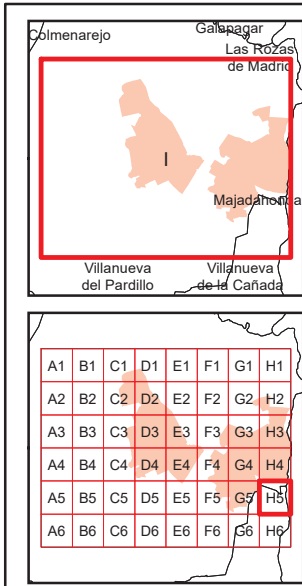 Colmenarejo
Galapagar
Las Rozas
de Madrid
I
Majadahonda
Villanueva
del Pardillo
Villanueva
de la Cañada
A1 B1 C1 D1 E1 F1 G1 H1
A2 B2 C2 D2 E2 F2 G2 H2
A3 B3 C3 D3 E3 F3 G3 H3
A4 B4 C4 D4 E4 F4 G4 H4
A5 B5 C5 D5 E5 F5 G5 H5
A6 B6 C6 D6 E6 F6 G6 H6